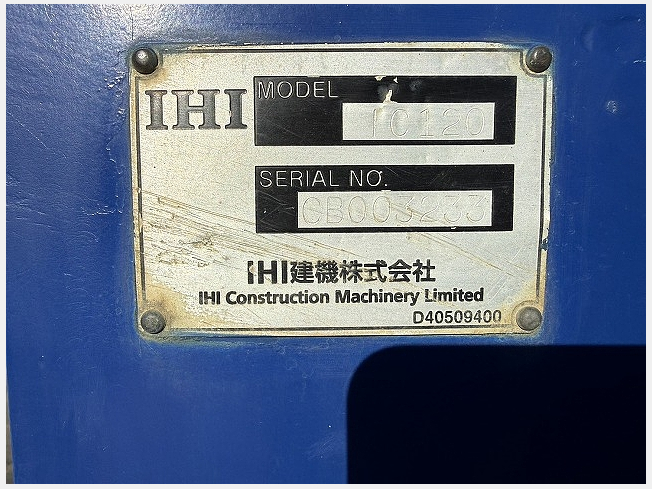 IHI
MODEL
IC120
SERIAL NO.
CB003233
IHI建機株式会社
IHI Construction Machinery Limited
D40509400